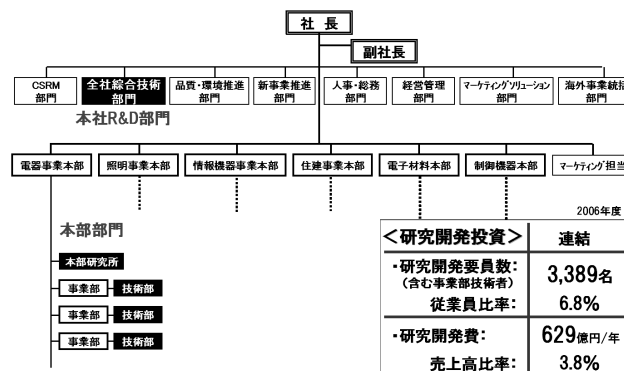 社 長
副社長
CSRM
部門
全社綜合技術
部門
品質・環境推進
部門
新事業推進
部門
人事・総務
部門
経営管理
部門
マーケティングソリューション
部門
海外事業統括
部門
本社R&D部門
電器事業本部
照明事業本部
情報機器事業本部
住建事業本部
電子材料本部
制御機器本部
マーケティング担当
2006年度
本部部門
本部研究所
事業部 技術部
事業部 技術部
事業部 技術部
＜研究開発投資＞ 連結
・研究開発要員数: 3,389名
(含む事業部技術者)
従業員比率: 6.8%
・研究開発費: 629億円/年
売上高比率: 3.8%